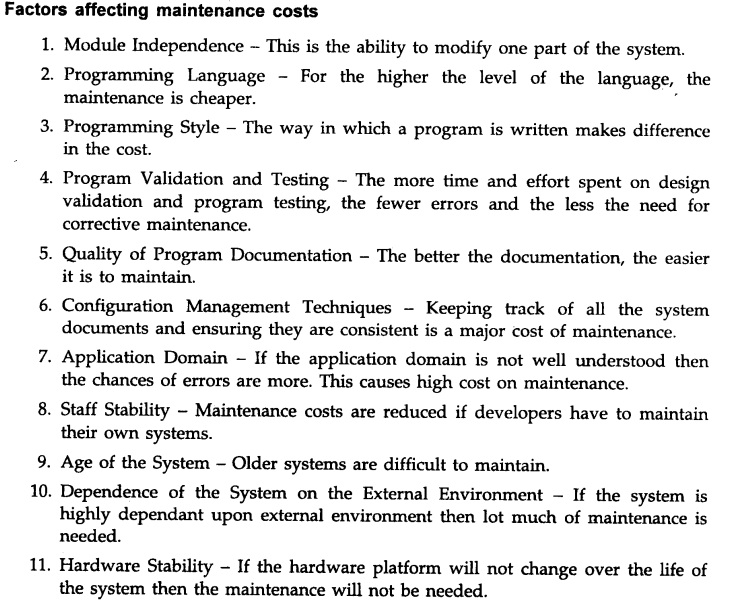 Factors affecting maintenance costs
1. Module Independence – This is the ability to modify one part of the system.
2. Programming Language – For the higher the level of the language, the
maintenance is cheaper.
3. Programming Style – The way in which a program is written makes difference
in the cost.
4. Program Validation and Testing – The more time and effort spent on design
validation and program testing, the fewer errors and the less the need for
corrective maintenance.
5. Quality of Program Documentation – The better the documentation, the easier
it is to maintain.
6. Configuration Management Techniques – Keeping track of all the system
documents and ensuring they are consistent is a major cost of maintenance.
7. Application Domain – If the application domain is not well understood then
the chances of errors are more. This causes high cost on maintenance.
8. Staff Stability – Maintenance costs are reduced if developers have to maintain
their own systems.
9. Age of the System – Older systems are difficult to maintain.
10. Dependence of the System on the External Environment – If the system is
highly dependant upon external environment then lot much of maintenance is
needed.
11. Hardware Stability – If the hardware platform will not change over the life of
the system then the maintenance will not be needed.